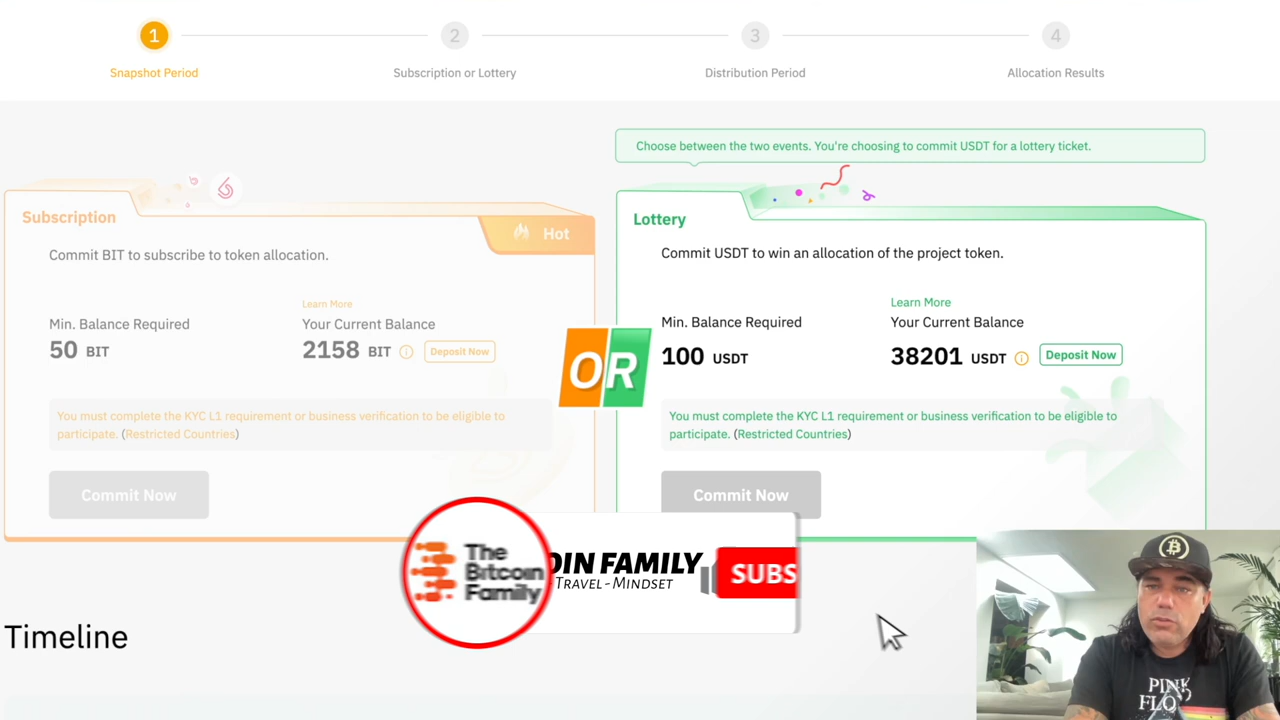 1
2
3
4
Snapshot Period
Subscription or Lottery
Distribution Period
Allocation Results
Choose between the two events. You're choosing to commit USDT for a lottery ticket.
Subscription
Hot
Commit BIT to subscribe to token allocation.
Learn More
Min. Balance Required
Your Current Balance
50 BIT
2158 BIT
Deposit Now
You must complete the KYC L1 requirement or business verification to be eligible to
participate. (Restricted Countries)
Commit Now
OR
Lottery
Commit USDT to win an allocation of the project token.
Learn More
Min. Balance Required
Your Current Balance
100 USDT
38201 USDT
Deposit Now
You must complete the KYC L1 requirement or business verification to be eligible to
participate. (Restricted Countries)
Commit Now
The
Bitcoin
Family
OIN FAMILY
TRAVEL - MINDSET
SUBS
Timeline
PINK
FLO